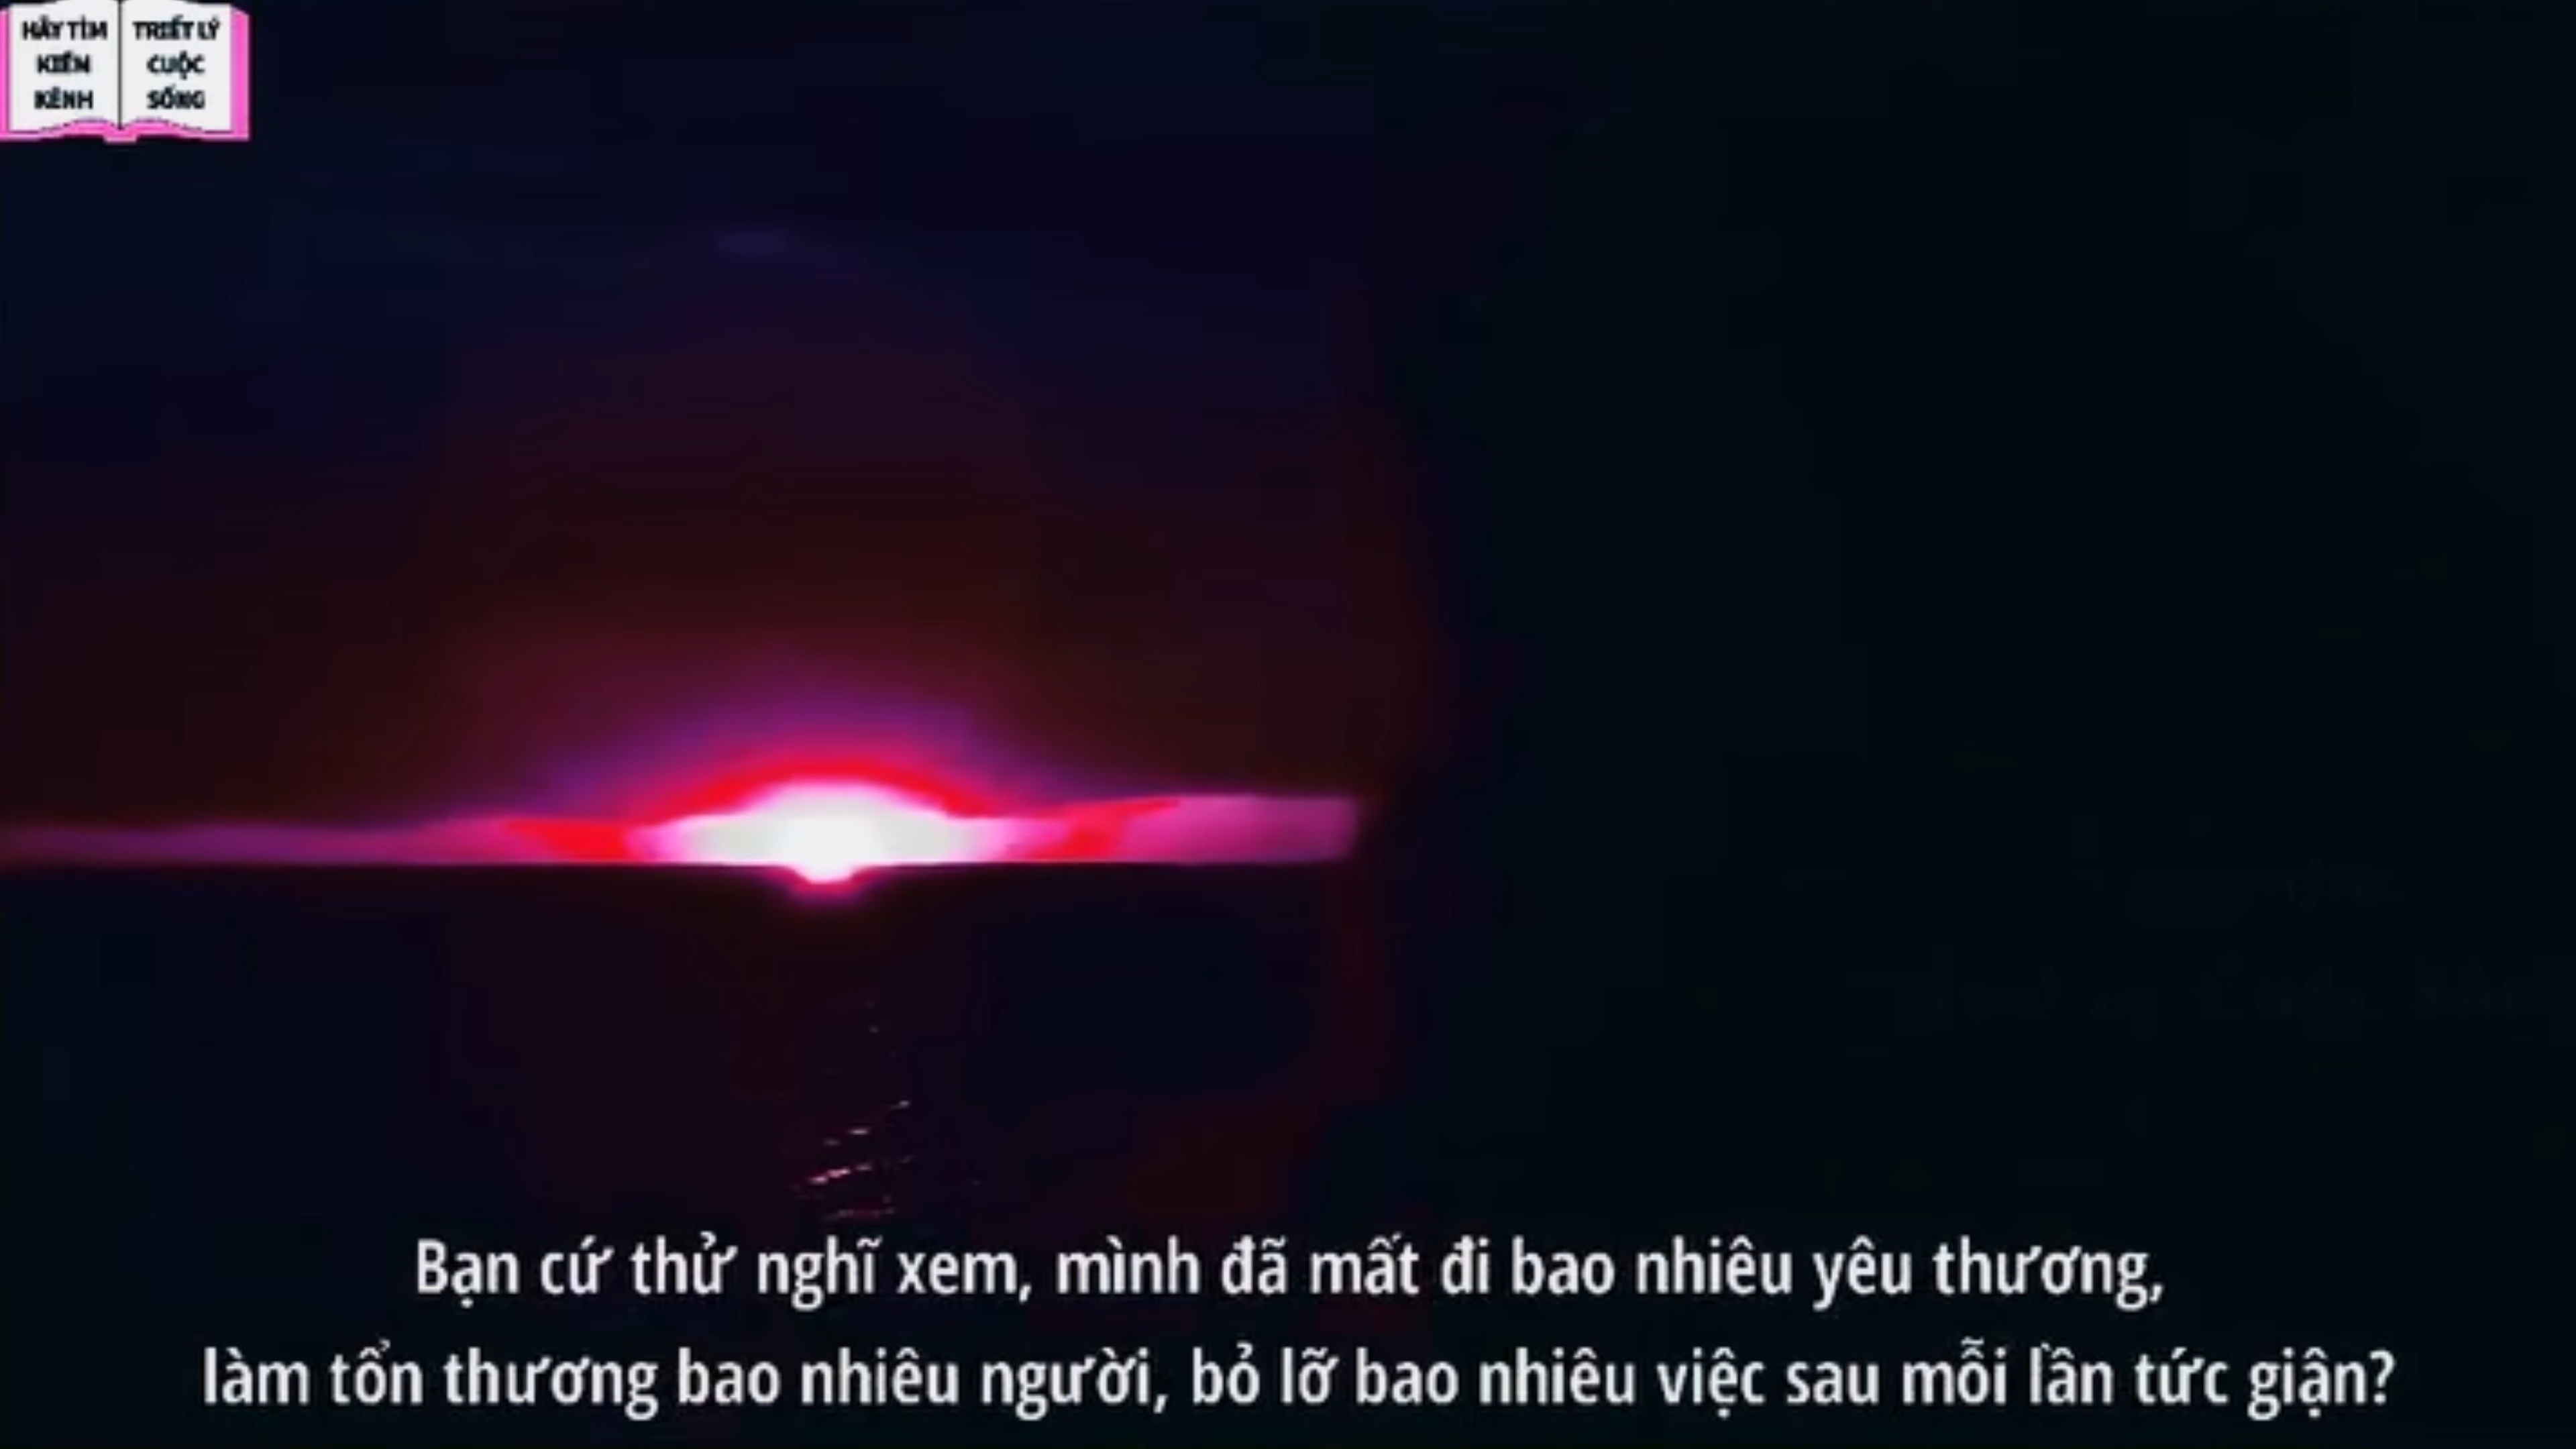 HÃY TÌM
KIẾM
KÊNH
TRIẾT LÝ
CUỘC
SỐNG
Bạn cứ thử nghĩ xem, mình đã mất đi bao nhiêu yêu thương,
làm tổn thương bao nhiêu người, bỏ lỡ bao nhiêu việc sau mỗi lần tức giận?